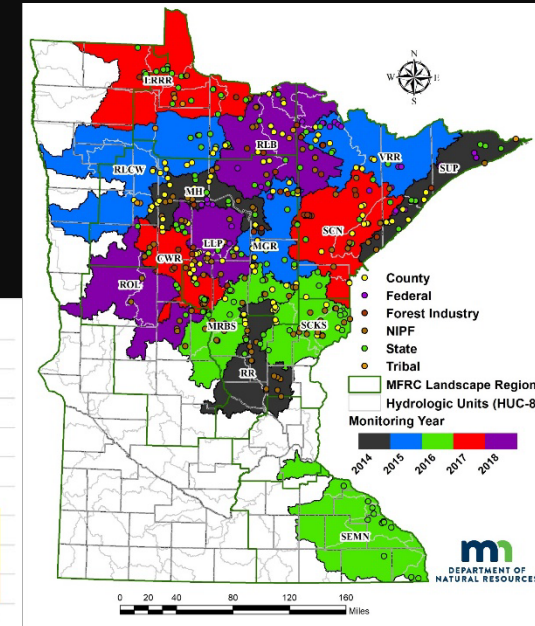 N
W E
S
LRRR
RLB
VRR
SUP
RLCW
MH
SCN
LLP
MGR
CWR
ROL
MRBS
SCKS
RR
SEMN
County
Federal
Forest Industry
NIPF
State
Tribal
MFRC Landscape Region
Hydrologic Units (HUC-8
Monitoring Year
2014 2015 2016 2017 2018
DEPARTMENT OF
NATURAL RESOURCES
0 20 40 80 120 160
Miles